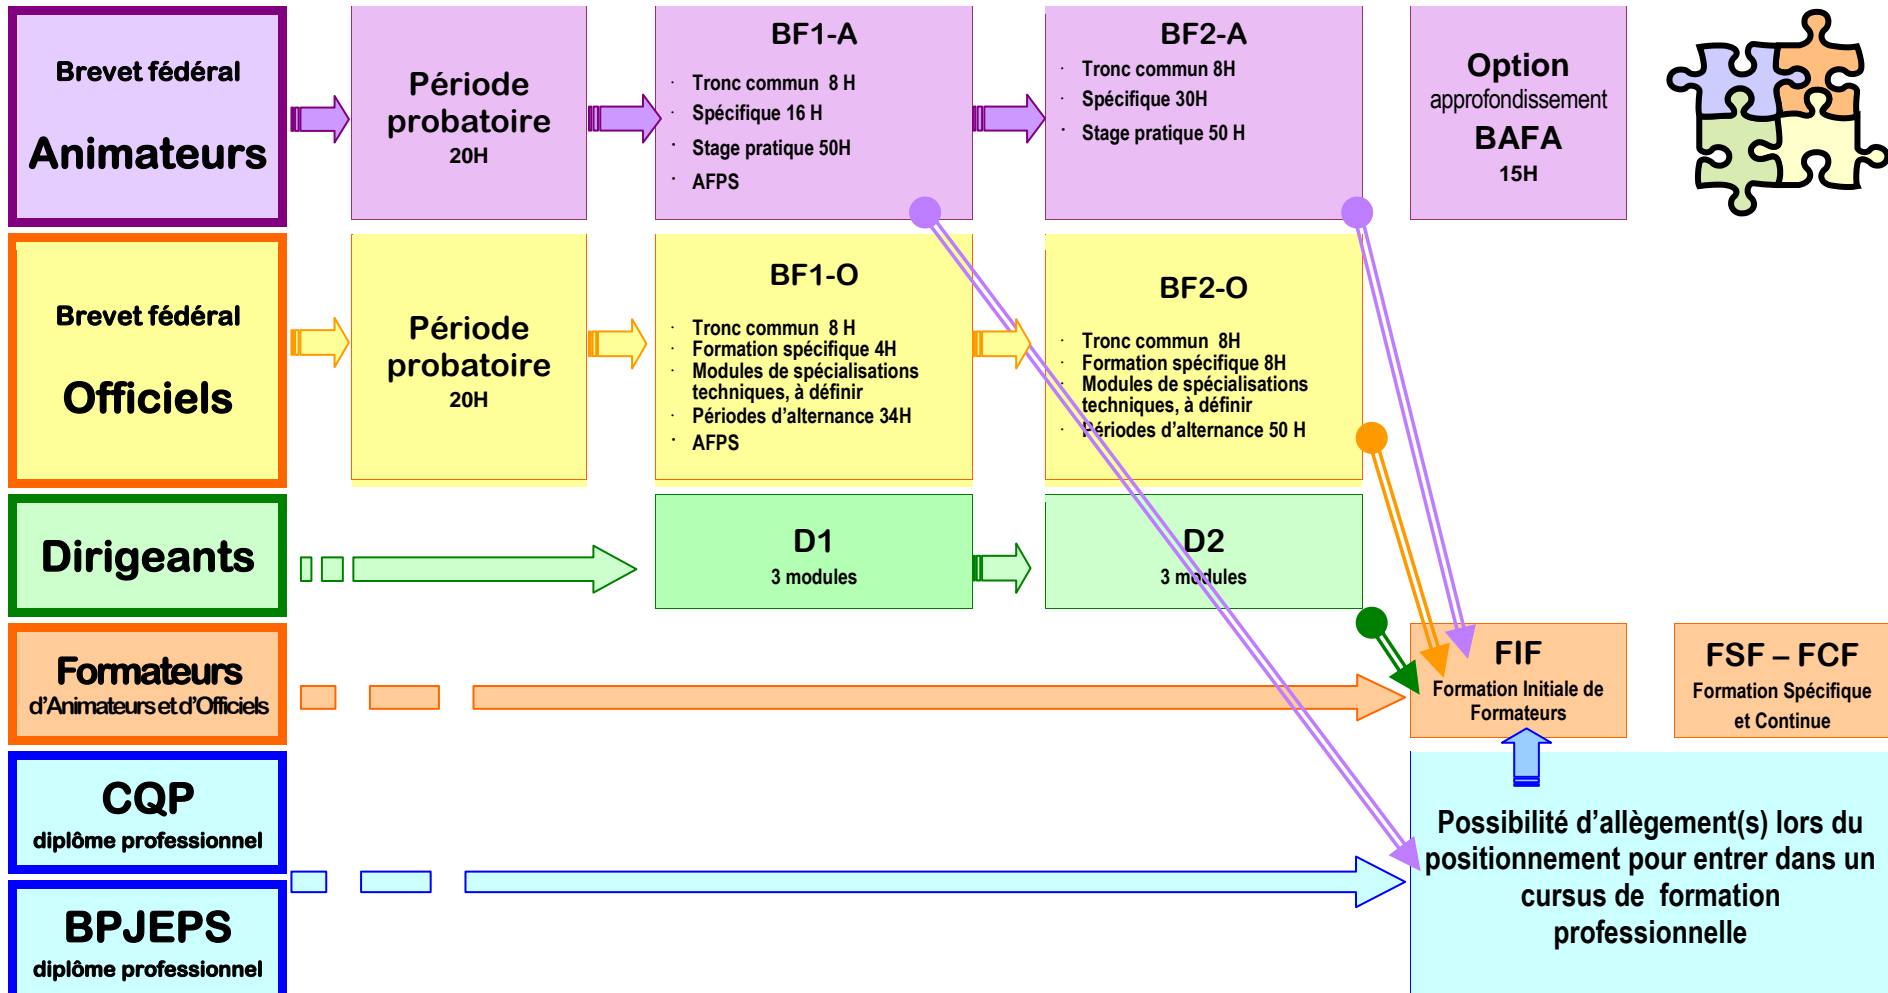 Brevet fédéral
Animateurs
Période
probatoire
20H
BF1-A
· Tronc commun 8 H
· Spécifique 16 H
· Stage pratique 50H
· AFPS
BF2-A
· Tronc commun 8H
· Spécifique 30H
· Stage pratique 50 H
Option
approfondissement
BAFA
15H
Brevet fédéral
Officiels
Période
probatoire
20H
BF1-O
· Tronc commun 8 H
· Formation spécifique 4H
· Modules de spécialisations
techniques, à définir
· Périodes d’alternance 34H
· AFPS
BF2-O
· Tronc commun 8H
· Formation spécifique 8H
· Modules de spécialisations
techniques, à définir
· Périodes d’alternance 50 H
Dirigeants
D1
3 modules
D2
3 modules
Formateurs
d’Animateurs et d’Officiels
FIF
Formation Initiale de
Formateurs
FSF – FCF
Formation Spécifique
et Continue
CQP
diplôme professionnel
BPJEPS
diplôme professionnel
Possibilité d’allègement(s) lors du
positionnement pour entrer dans un
cursus de formation
professionnelle